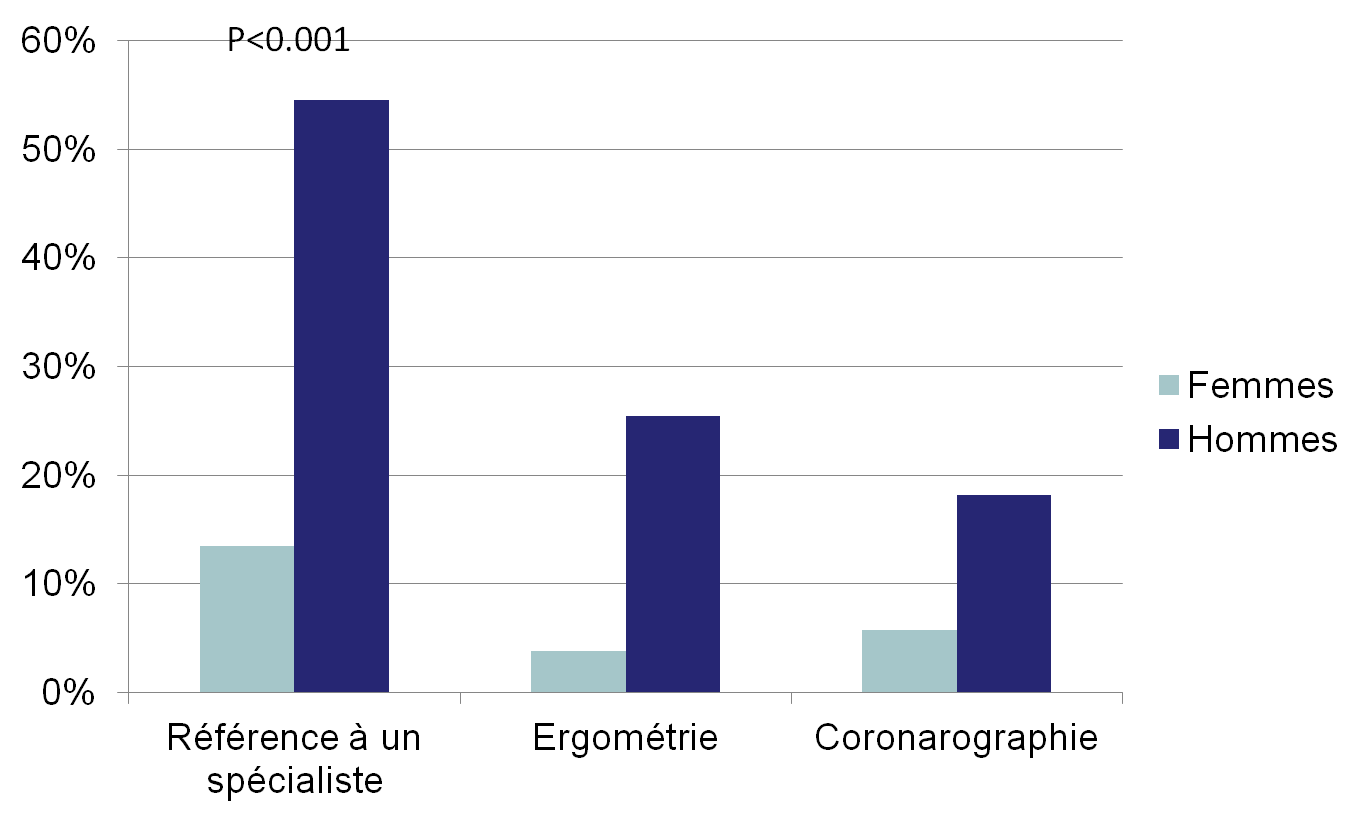 P<0.001
60%
50%
40%
30%
20%
10%
0%
Référence à un
spécialiste
Ergométrie
Coronarographie
Femmes
Hommes